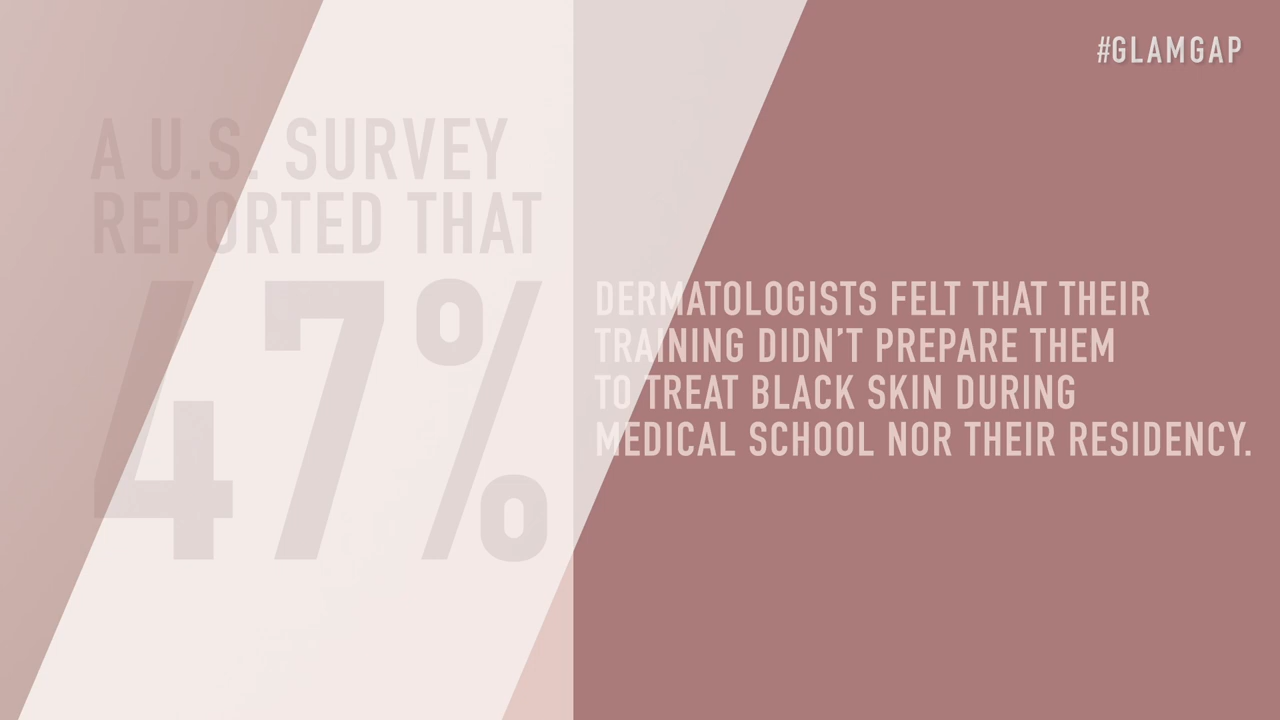 #GLAMGAP
A U.S. SURVEY
REPORTED THAT
47%
DERMATOLOGISTS FELT THAT THEIR
TRAINING DIDN'T PREPARE THEM
TO TREAT BLACK SKIN DURING
MEDICAL SCHOOL NOR THEIR RESIDENCY.